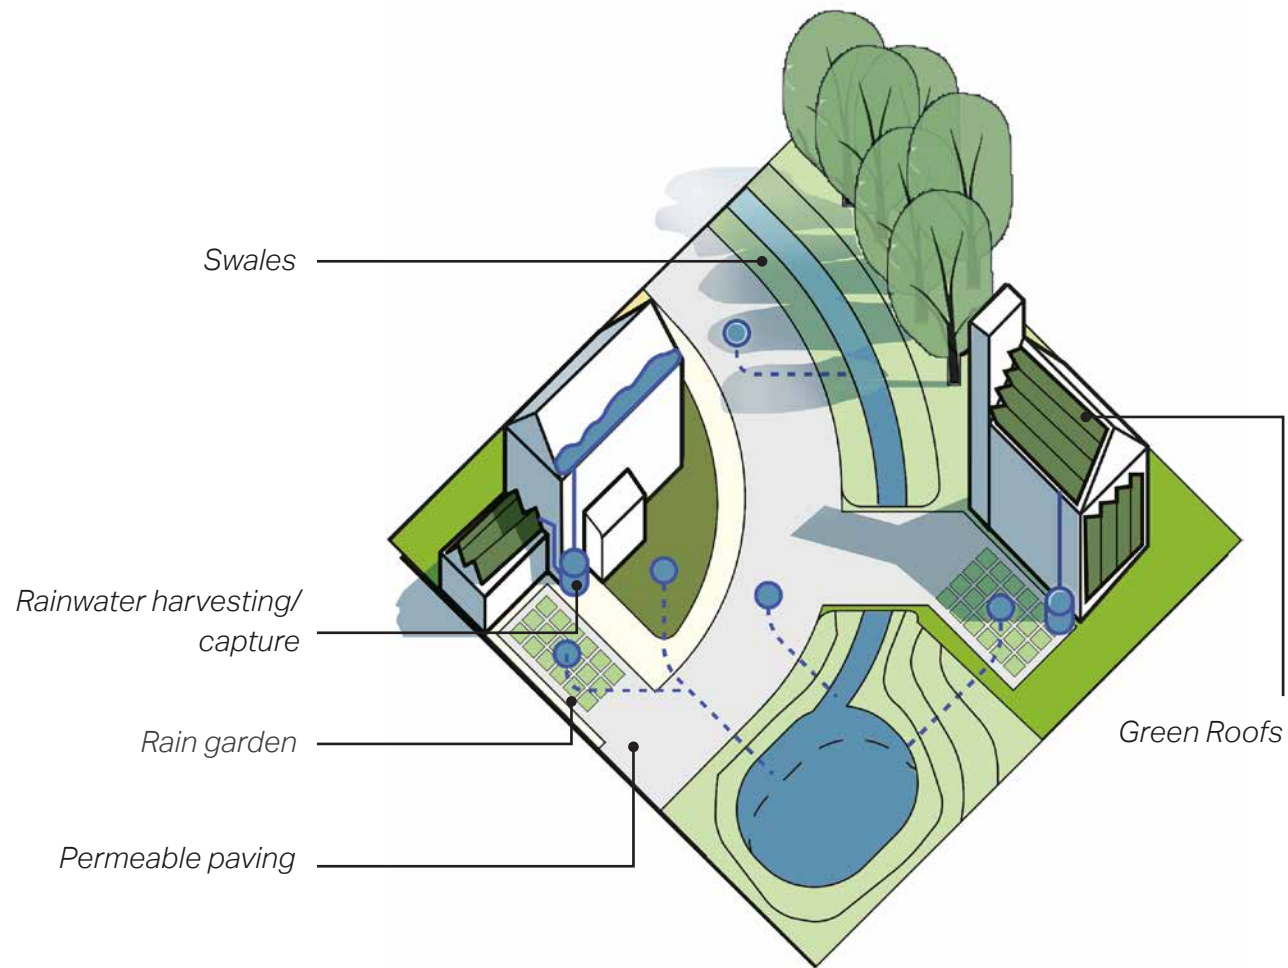 Swales
Rainwater harvesting/
capture
Rain garden
Green Roofs
Permeable paving